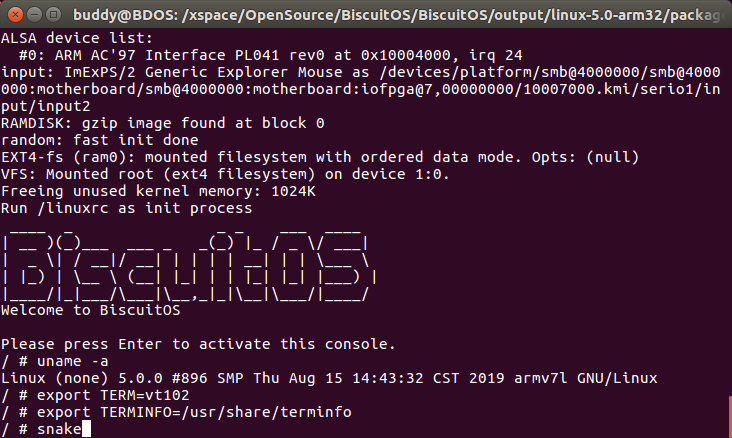 buddy@BDOS: /xspace/OpenSource/BiscuitOS/BiscuitOS/output/linux-5.0-arm32/package
ALSA device list:
  #0: ARM AC'97 Interface PL041 rev0 at 0x10004000, irq 24
input: ImExPS/2 Generic Explorer Mouse as /devices/platform/smb@4000000/smb@4000
000:motherboard/smb@4000000:motherboard:iofpga@7,00000000/10007000.kmi/serio1/in
put/input2
RAMDISK: gzip image found at block 0
random: fast init done
EXT4-fs (ram0): mounted filesystem with ordered data mode. Opts: (null)
VFS: Mounted root (ext4 filesystem) on device 1:0.
Freeing unused kernel memory: 1024K
Run /linuxrc as init process
BiscuitOS
Welcome to BiscuitOS
Please press Enter to activate this console.
/ # uname -a
Linux (none) 5.0.0 #896 SMP Thu Aug 15 14:43:32 CST 2019 armv7l GNU/Linux
/ # export TERM=vt102
/ # export TERMINFO=/usr/share/terminfo
/ # snake